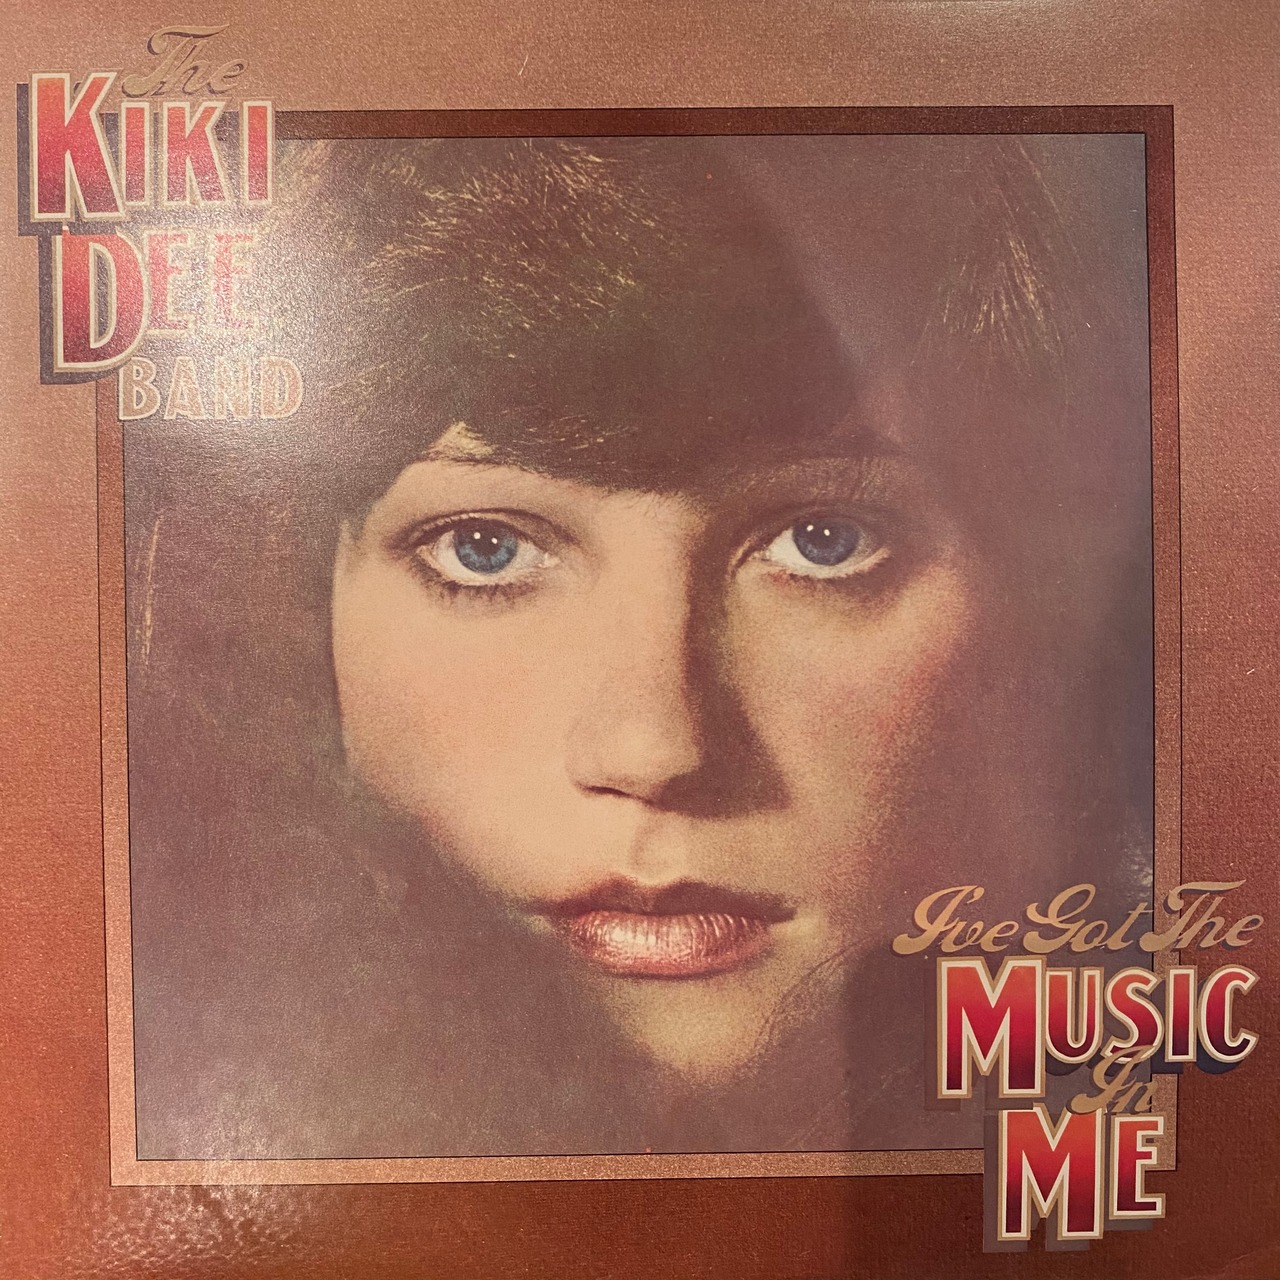 The
KIKI
DEE
BAND
I've Got The
MUSIC
In
ME